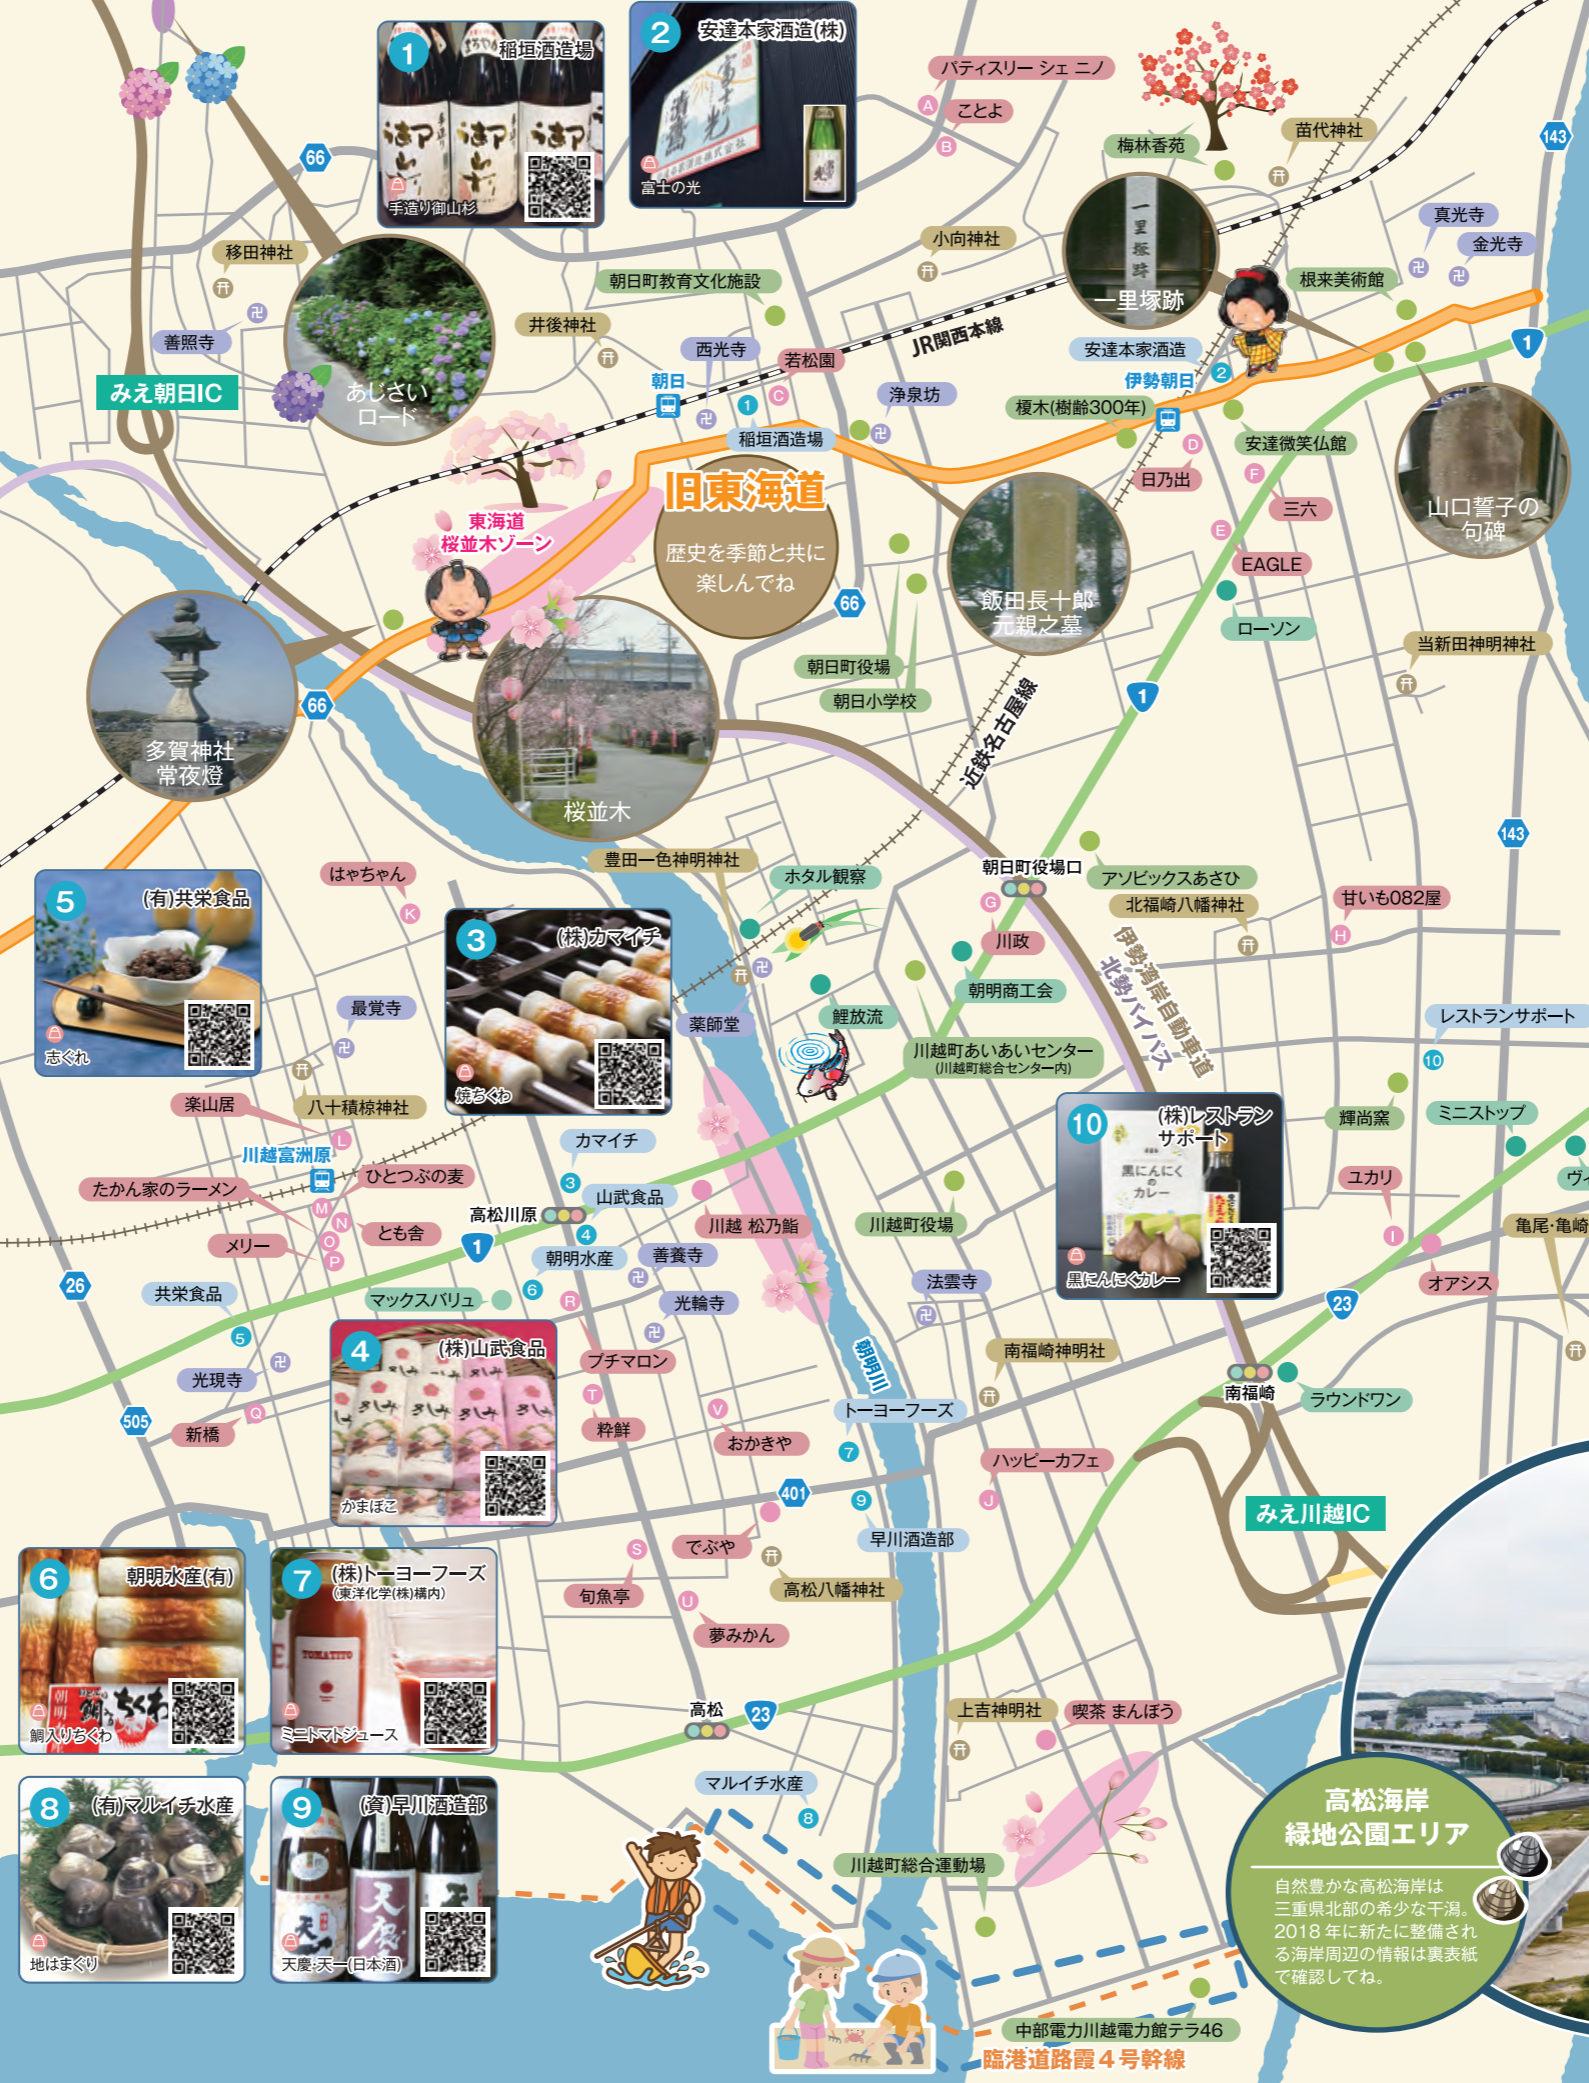 1
稲垣酒造場
手造り御山杉
2
安達本家酒造(株)
富士の光
パティスリー シェ ニノ
A
ことよ
B
梅林香苑
苗代神社
143
66
移田神社
善照寺
みえ朝日IC
あじさい
ロード
朝日町教育文化施設
井後神社
小向神社
一里塚跡
一里塚跡
真光寺
金光寺
根来美術館
1
JR関西本線
西光寺
若松園
C
朝日
1
稲垣酒造場
浄泉坊
安達本家酒造
2
伊勢朝日
榎木(樹齢300年)
D
日乃出
安達微笑仏館
F
三六
E
EAGLE
ローソン
山口誓子の
句碑
東海道
桜並木ゾーン
旧東海道
歴史を季節と共に
楽しんでね
66
飯田長十郎
元親之墓
朝日町役場
朝日小学校
当新田神明神社
多賀神社
常夜燈
66
桜並木
近鉄名古屋線
1
143
5
(有)共栄食品
志ぐれ
はゃちゃん
K
3
(株)カマイチ
焼ちくわ
豊田一色神明神社
ホタル観察
朝日町役場口
G
川政
アソビックスあさひ
北福崎八幡神社
甘いも082屋
H
朝明商工会
伊勢湾岸自動車道
北勢バイパス
最覚寺
薬師堂
鯉放流
川越町あいあいセンター
(川越町総合センター内)
レストランサポート
10
楽山居
八十積椋神社
L
川越富洲原
たかん家のラーメン
ひとつぶの麦
M
N
とも舎
O
メリー
P
カマイチ
3
山武食品
高松川原
4
1
朝明水産
6
善養寺
川越 松乃鮨
川越町役場
10
(株)レストラン
サポート
黒にんにく
の
カレー
黒にんにくカレー
輝尚窯
ミニストップ
ユカリ
I
オアシス
ヴィ
亀尾・亀崎
26
共栄食品
5
マックスバリュ
R
光輪寺
法雲寺
23
4
(株)山武食品
かまぼこ
プチマロン
朝明川
南福崎神明社
南福崎
ラウンドワン
光現寺
505
新橋
Q
T
粋鮮
V
おかきや
トーヨーフーズ
7
ハッピーカフェ
J
401
9
早川酒造部
みえ川越IC
6
朝明水産(有)
鯛入りちくわ
7
(株)トーヨーフーズ
(東洋化学(株)構内)
TOMATITO
ミニトマトジュース
S
旬魚亭
でぶや
高松八幡神社
U
夢みかん
高松
23
上吉神明社
喫茶 まんぼう
8
(有)マルイチ水産
地はまぐり
9
(資)早川酒造部
天慶
天慶・天一(日本酒)
マルイチ水産
8
川越町総合運動場
高松海岸
緑地公園エリア
自然豊かな高松海岸は
三重県北部の希少な干潟。
2018年に新たに整備され
る海岸周辺の情報は裏表紙
で確認してね。
中部電力川越電力館テラ46
臨港道路霞4号幹線